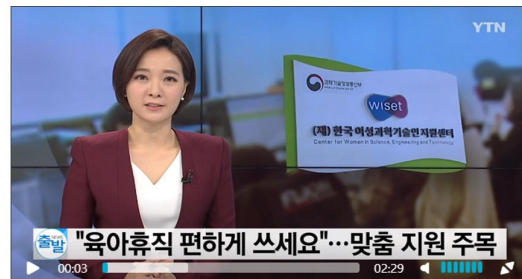 YTN
과학기술정보통신부
WISET
(재) 한국여성과학기술인지원센터
Center for Women in Science, Engineering and Technology
출발
"육아휴직 편하게 쓰세요"…맞춤 지원 주목
00:03
02:29